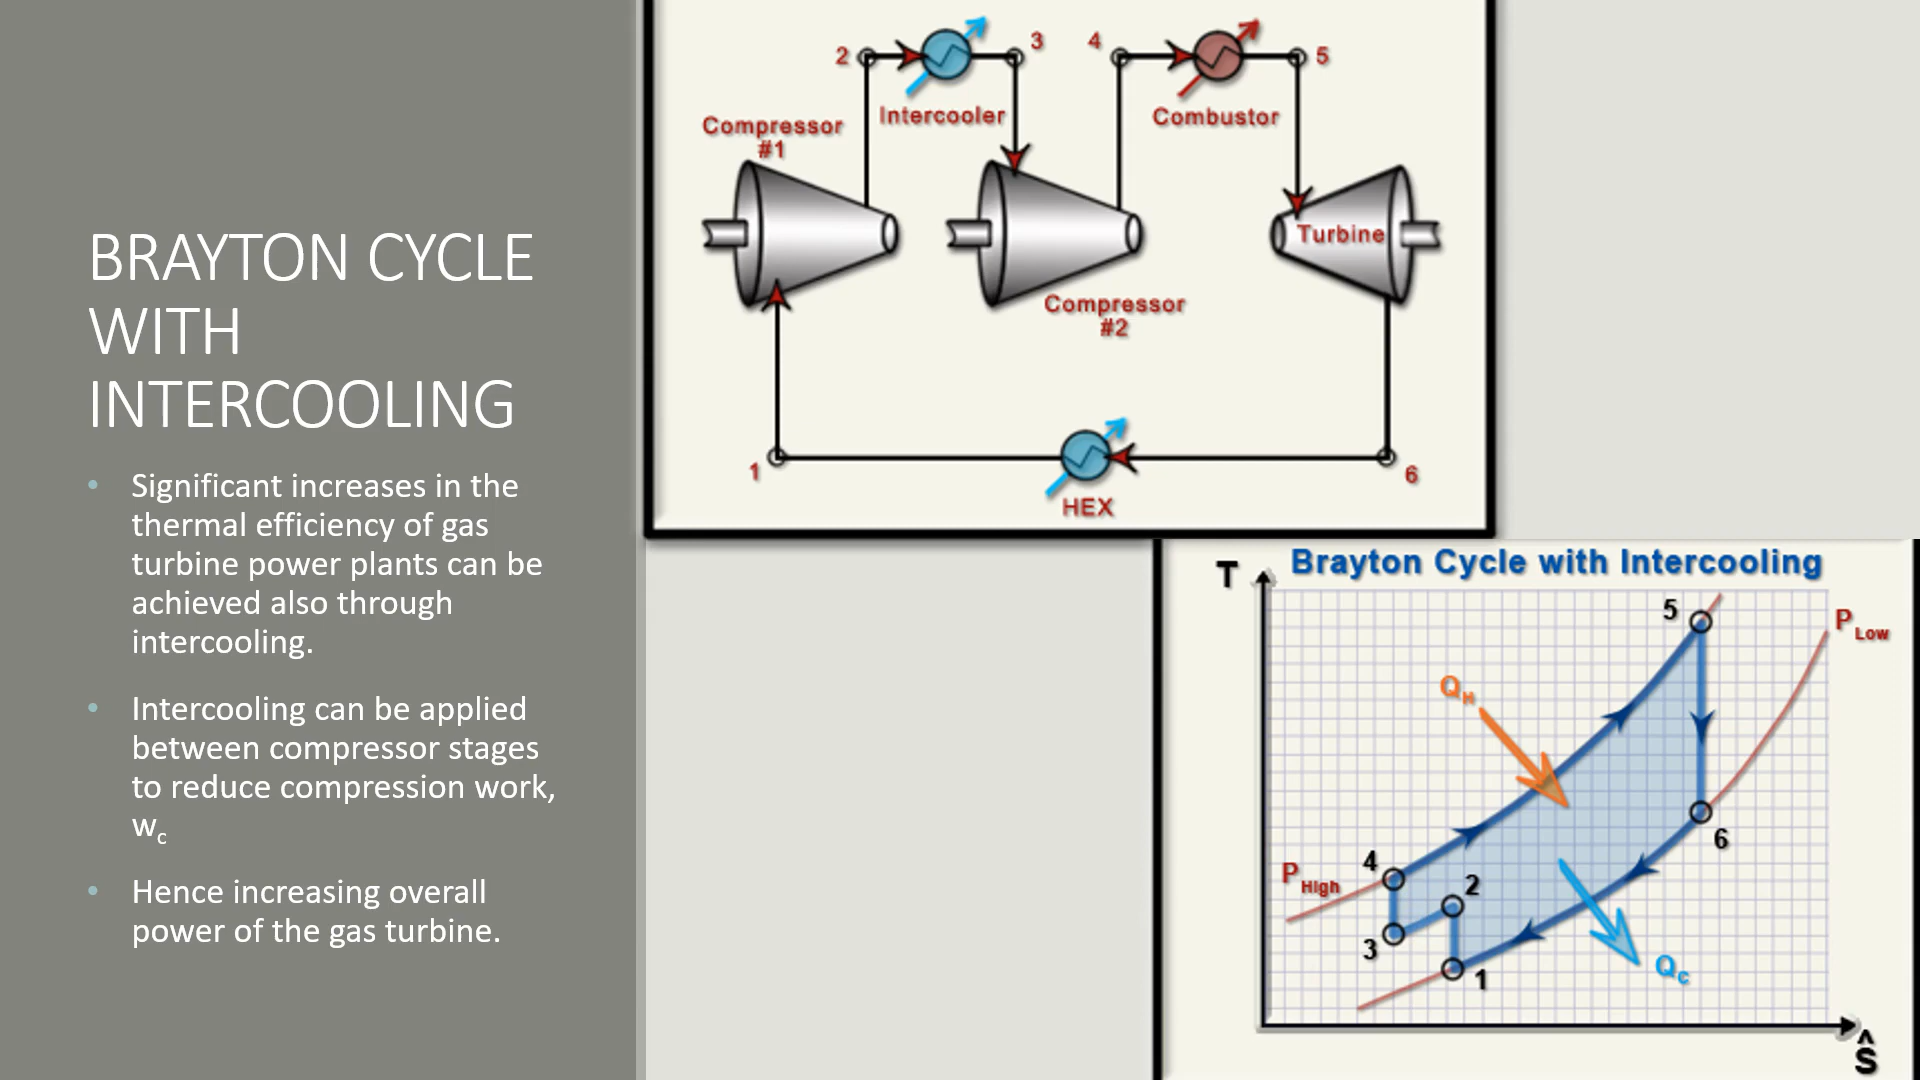 BRAYTON CYCLE
WITH
INTERCOOLING
• Significant increases in the
thermal efficiency of gas
turbine power plants can be
achieved also through
intercooling.
• Intercooling can be applied
between compressor stages
to reduce compression work,
wc
• Hence increasing overall
power of the gas turbine.
2
3
4
5
Intercooler
Combustor
Compressor
#1
Turbine
Compressor
#2
1
6
HEX
Brayton Cycle with Intercooling
T
5
P Low
QH
6
4
2
P High
3
1
QC
Ŝ